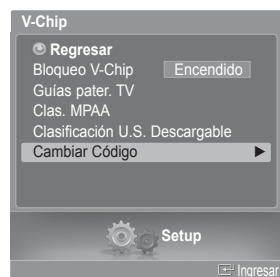 V-Chip
Regresar
Bloqueo V-Chip Encendido
Guías pater. TV
Clas. MPAA
Clasificación U.S. Descargable
Cambiar Código
Setup
Ingresar